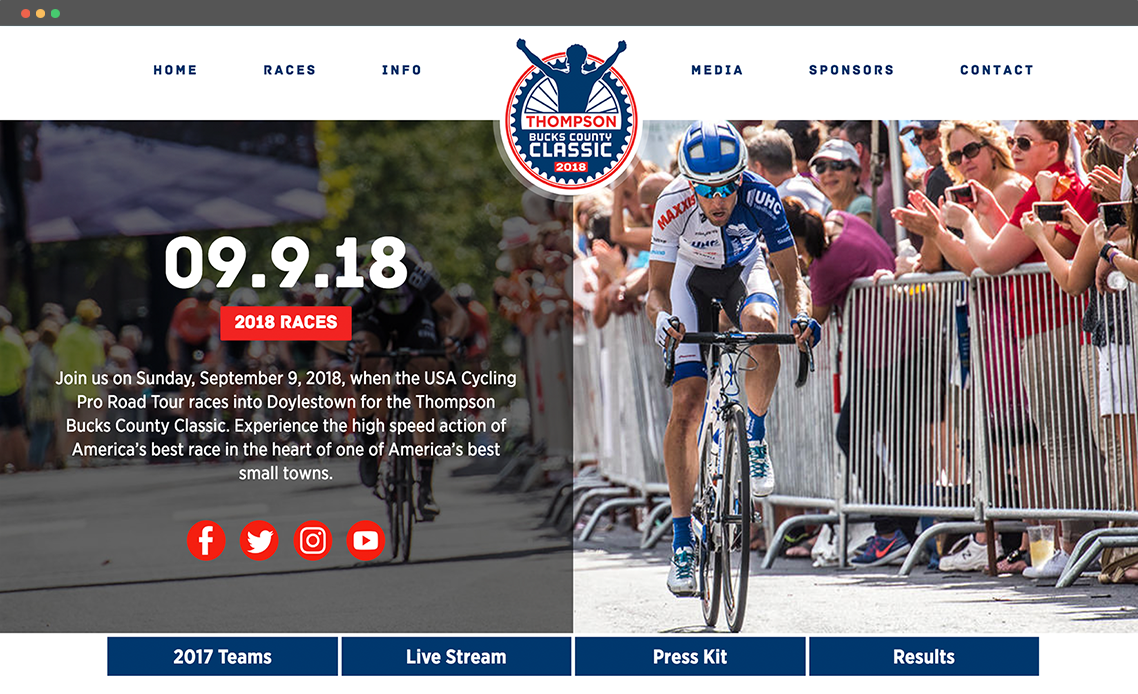 HOME
RACES
INFO
THOMPSON
BUCKS COUNTY
CLASSIC
2018
MEDIA
SPONSORS
CONTACT
09.9.18
2018 RACES
Join us on Sunday, September 9, 2018, when the USA Cycling
Pro Road Tour races into Doylestown for the Thompson
Bucks County Classic. Experience the high speed action of
America’s best race in the heart of one of America’s best
small towns.
MAXXIS
UHC
UHC
2017 Teams
Live Stream
Press Kit
Results